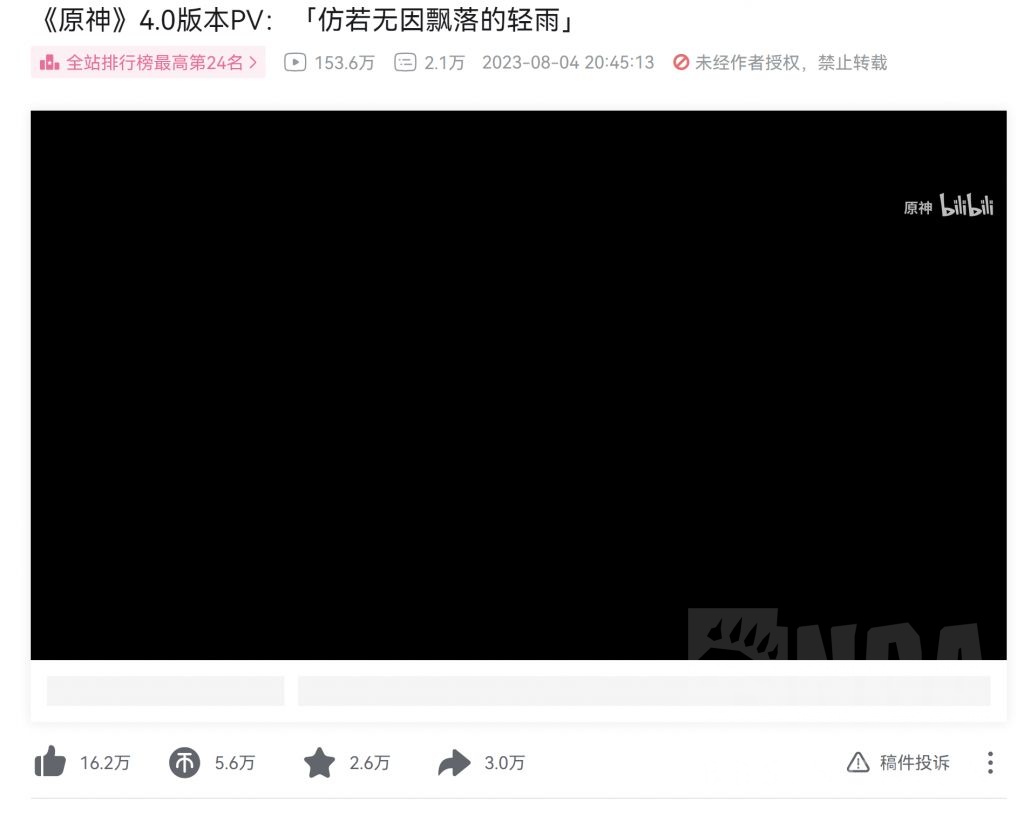 《原神》4.0版本PV：「仿若无因飘落的轻雨」
全站排行榜最高第24名 153.6万 2.1万 2023-08-04 20:45:13 未经作者授权，禁止转载
原神 bilibili
NGA
16.2万 5.6万 2.6万 3.0万 稿件投诉